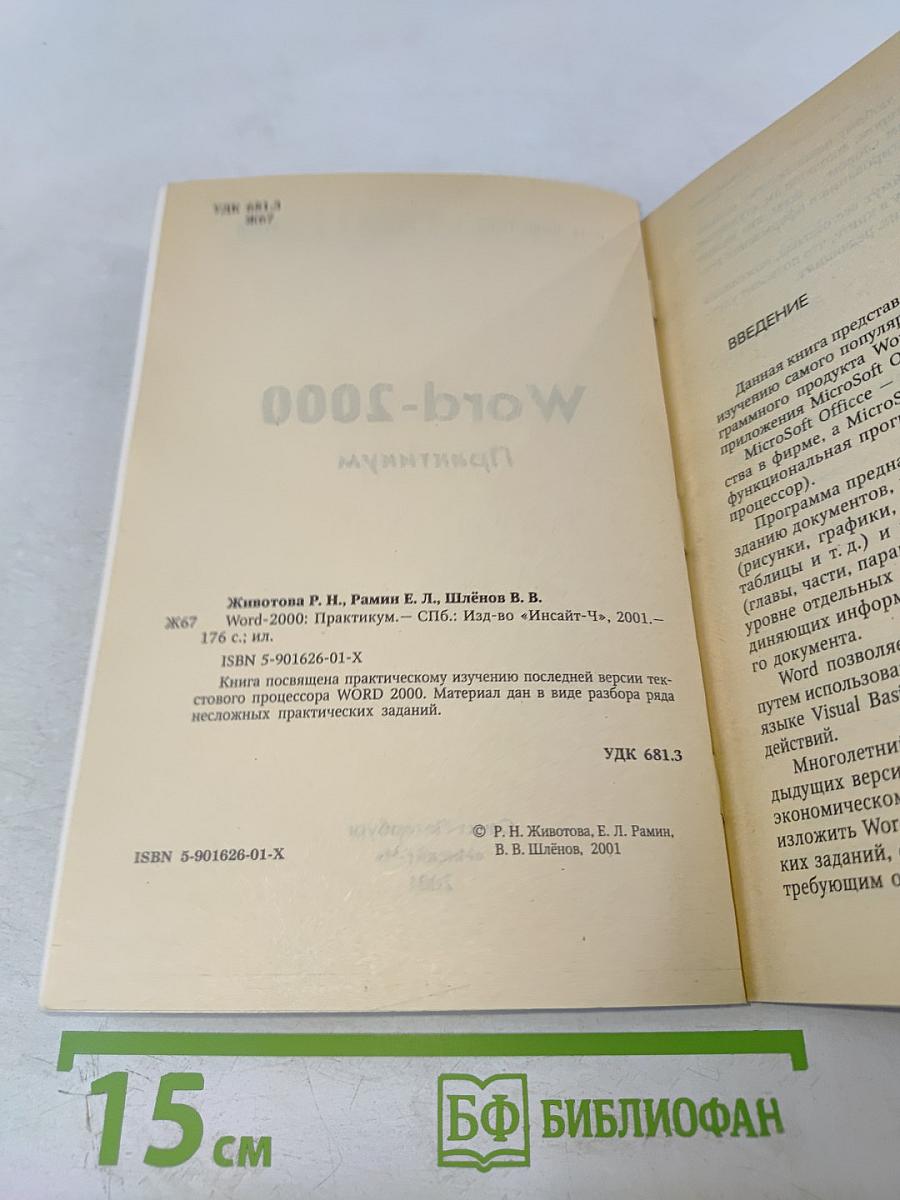 УДК 681.3
Ж67
Word-2000
Практикум
Животова Р. Н., Рамин Е. Л., Шлёнов В. В.
Ж67 Word-2000: Практикум.— СПб.: Изд-во «Инсайт-Ч», 2001.—
176 с.; ил.
ISBN 5-901626-01-X
Книга посвящена практическому изучению последней версии тек-
стового процессора WORD 2000. Материал дан в виде разбора ряда
несложных практических заданий.
УДК 681.3
ISBN 5-901626-01-X
© Р. Н. Животова, Е. Л. Рамин,
В. В. Шлёнов, 2001
ВВЕДЕНИЕ
Данная книга представ
изучению самого популяр
граммного продукта Wo
приложения MicroSoft O
MicroSoft Officce —
ства в фирме, а MicroS
функциональная прог
процессор).
Программа предна
зданию документов,
(рисунки, графики,
таблицы и т. д.) и
(главы, части, пара
уровне отдельных
диняющих информ
го документа.
Word позволяе
путем использова
языке Visual Basi
действий.
Многолетний
дыдущих верси
экономическом
изложить Wor
ких заданий,
требующим о
15 см
БФ БИБЛИОФАН